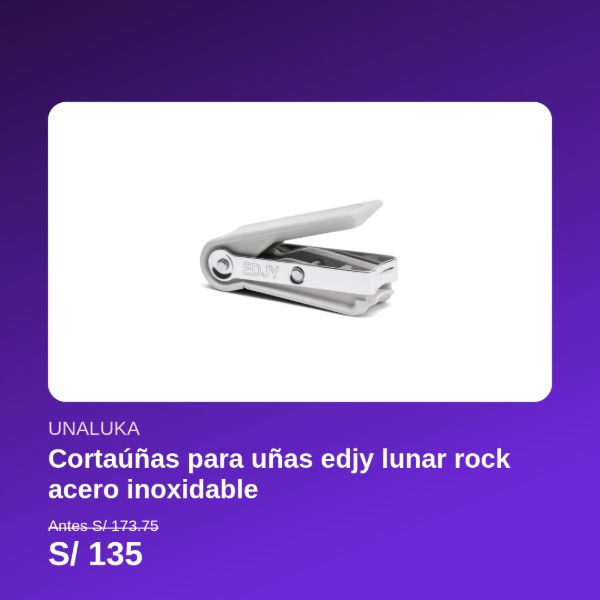 EDJY
UNALUKA
Cortaúñas para uñas edjy lunar rock
acero inoxidable
Antes S/ 173.75
S/ 135